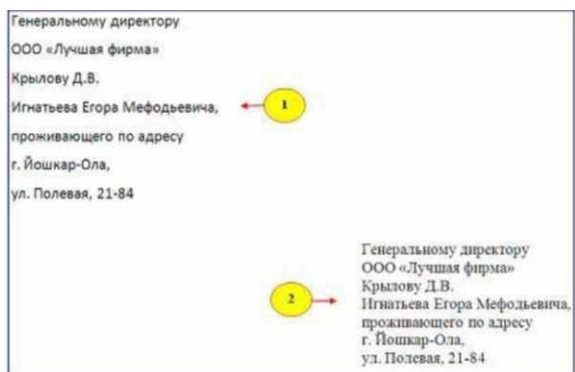 Генеральному директору
ООО «Лучшая фирма»
Крылову Д.В.
Игнатьева Егора Мефодьевича,
1
проживающего по адресу
г. Йошкар-Ола,
ул. Полевая, 21-84
Генеральному директору
ООО «Лучшая фирма»
Крылову Д.В.
2
Игнатьева Егора Мефодьевича,
проживающего по адресу
г. Йошкар-Ола,
ул. Полевая, 21-84